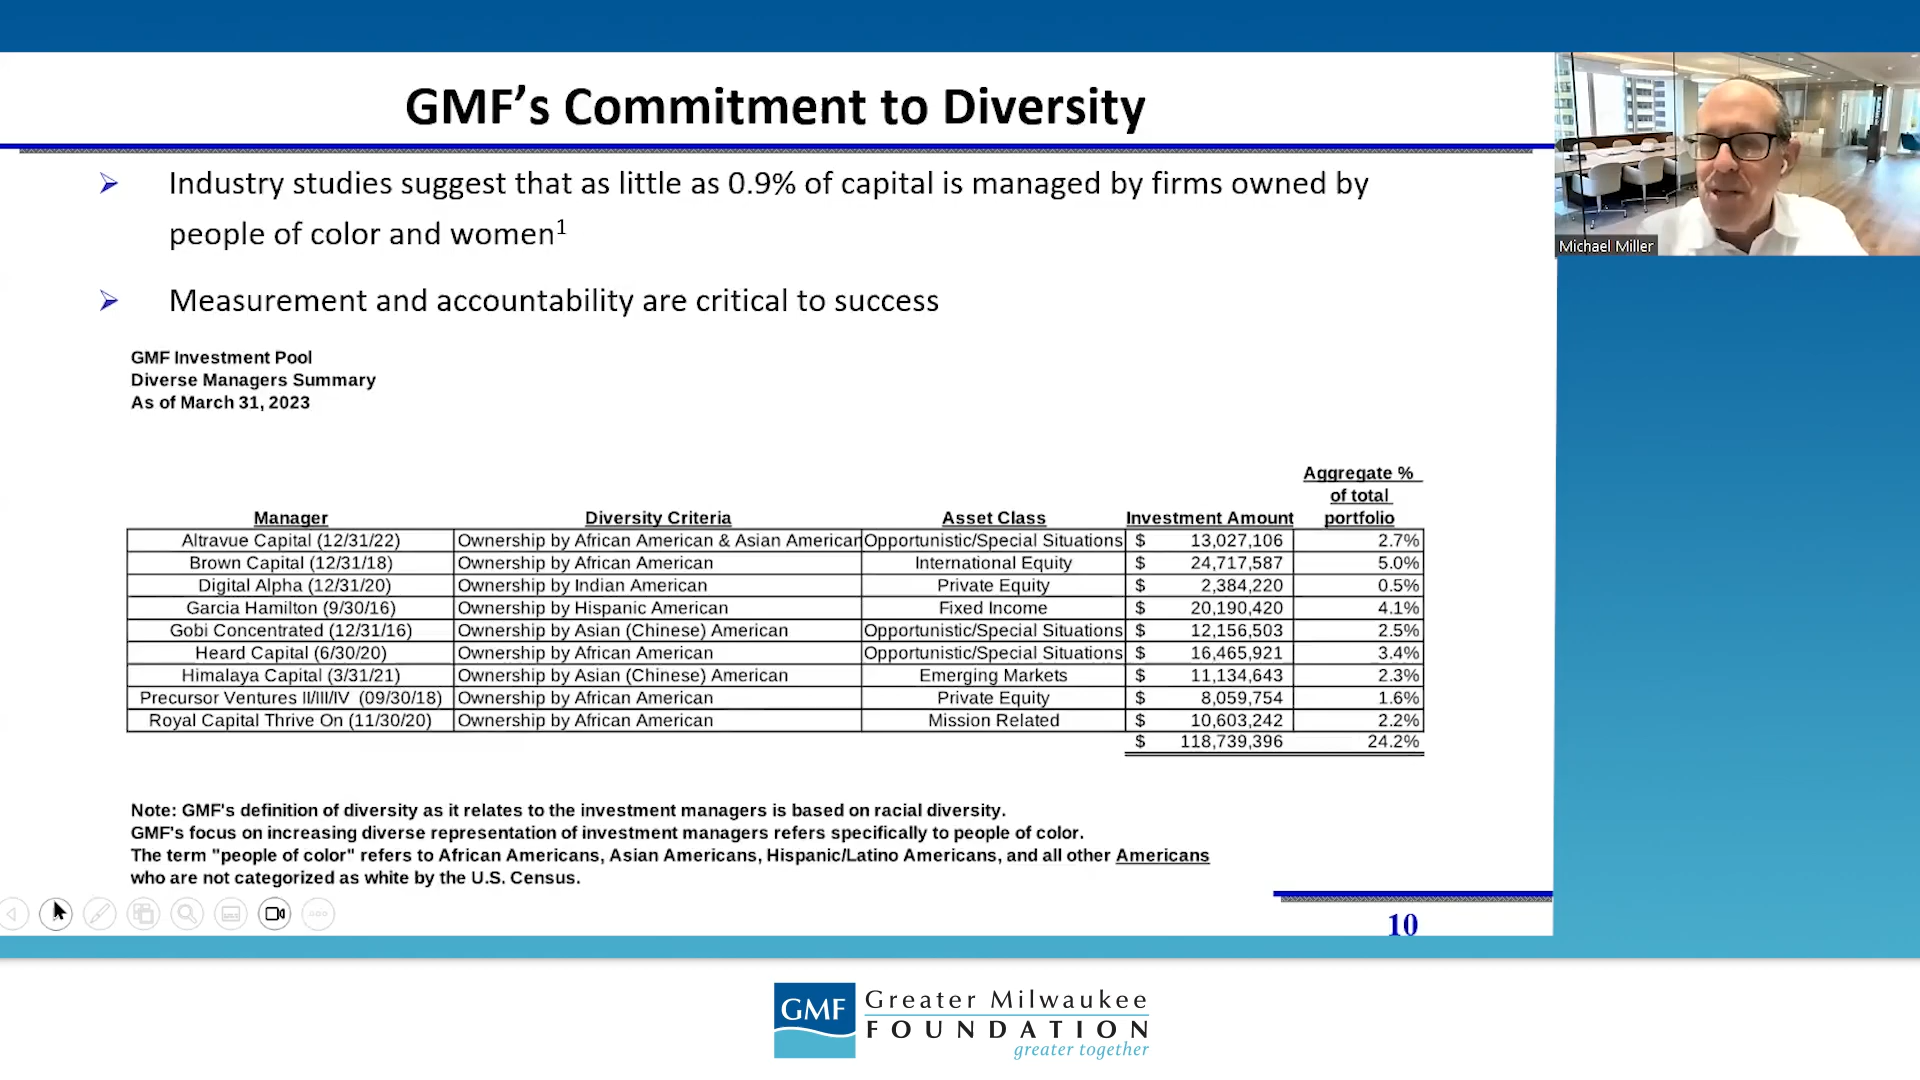 GMF’s Commitment to Diversity
Industry studies suggest that as little as 0.9% of capital is managed by firms owned by
people of color and women1
Measurement and accountability are critical to success
Michael Miller
GMF Investment Pool
Diverse Managers Summary
As of March 31, 2023
Aggregate %
of total
Manager Diversity Criteria Asset Class Investment Amount portfolio
Altravue Capital (12/31/22) Ownership by African American & Asian American Opportunistic/Special Situations $ 13,027,106 2.7%
Brown Capital (12/31/18) Ownership by African American International Equity $ 24,717,587 5.0%
Digital Alpha (12/31/20) Ownership by Indian American Private Equity $ 2,384,220 0.5%
Garcia Hamilton (9/30/16) Ownership by Hispanic American Fixed Income $ 20,190,420 4.1%
Gobi Concentrated (12/31/16) Ownership by Asian (Chinese) American Opportunistic/Special Situations $ 12,156,503 2.5%
Heard Capital (6/30/20) Ownership by African American Opportunistic/Special Situations $ 16,465,921 3.4%
Himalaya Capital (3/31/21) Ownership by Asian (Chinese) American Emerging Markets $ 11,134,643 2.3%
Precursor Ventures II/III/IV (09/30/18) Ownership by African American Private Equity $ 8,059,754 1.6%
Royal Capital Thrive On (11/30/20) Ownership by African American Mission Related $ 10,603,242 2.2%
$ 118,739,396 24.2%
Note: GMF's definition of diversity as it relates to the investment managers is based on racial diversity.
GMF's focus on increasing diverse representation of investment managers refers specifically to people of color.
The term "people of color" refers to African Americans, Asian Americans, Hispanic/Latino Americans, and all other Americans
who are not categorized as white by the U.S. Census.
10
GMF Greater Milwaukee
FOUNDATION
greater together